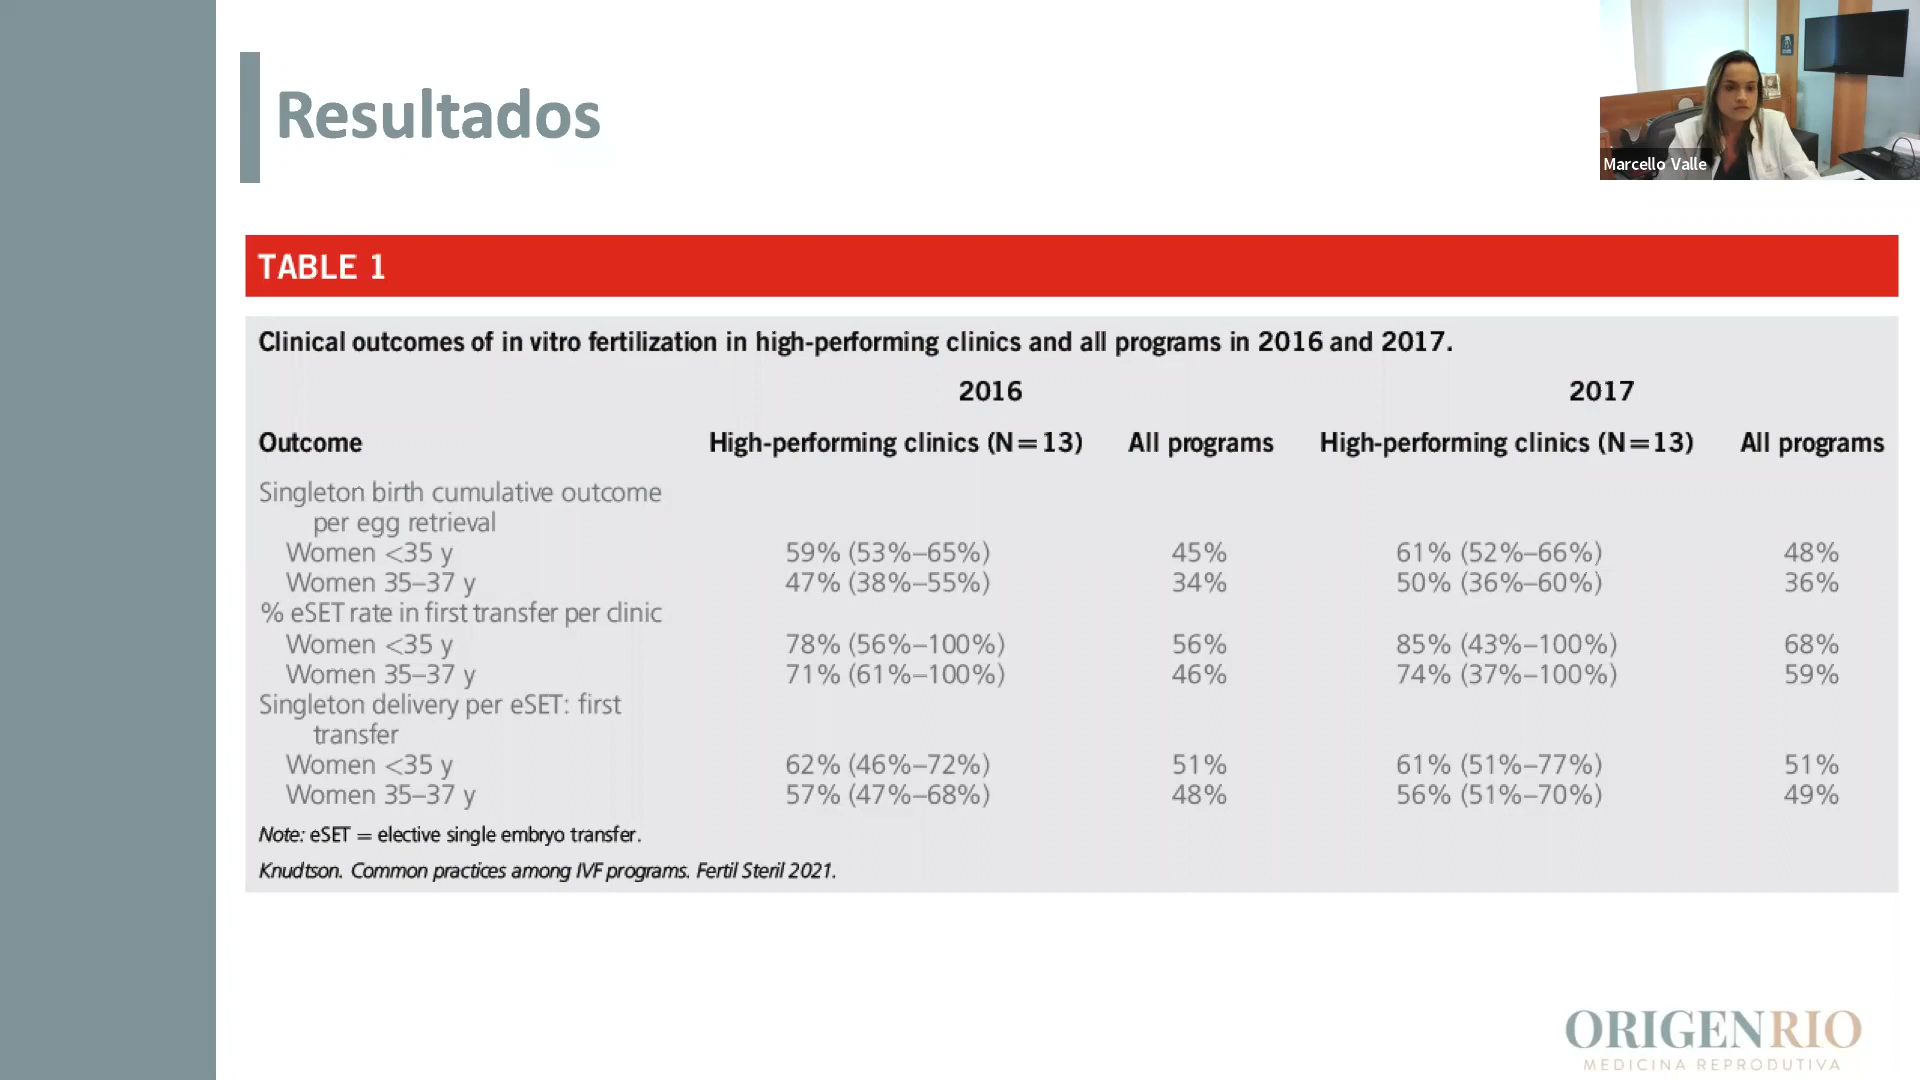 Resultados
Marcello Valle
TABLE 1
Clinical outcomes of in vitro fertilization in high-performing clinics and all programs in 2016 and 2017.
2016 2017
Outcome High-performing clinics (N=13) All programs High-performing clinics (N=13) All programs
Singleton birth cumulative outcome
per egg retrieval
Women <35 y 59% (53%–65%) 45% 61% (52%–66%) 48%
Women 35–37 y 47% (38%–55%) 34% 50% (36%–60%) 36%
% eSET rate in first transfer per clinic
Women <35 y 78% (56%–100%) 56% 85% (43%–100%) 68%
Women 35–37 y 71% (61%–100%) 46% 74% (37%–100%) 59%
Singleton delivery per eSET: first
transfer
Women <35 y 62% (46%–72%) 51% 61% (51%–77%) 51%
Women 35–37 y 57% (47%–68%) 48% 56% (51%–70%) 49%
Note: eSET = elective single embryo transfer.
Knudtson. Common practices among IVF programs. Fertil Steril 2021.
ORIGENRIO
MEDICINA REPRODUTIVA